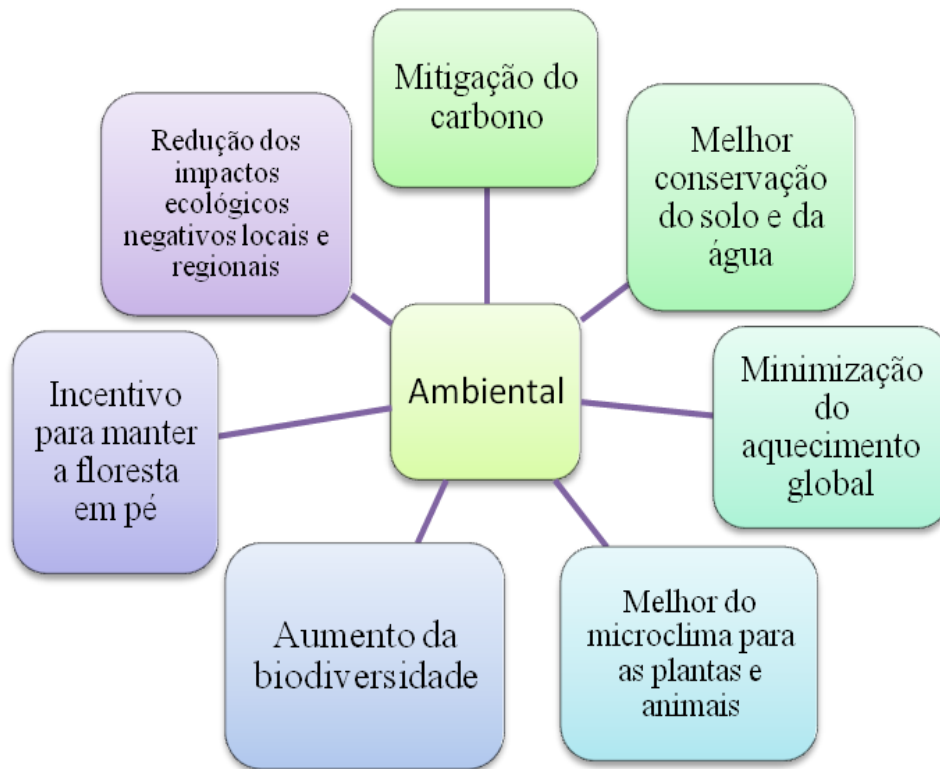 Mitigação do
carbono
Melhor
conservação
do solo e da
água
Minimização
do
aquecimento
global
Melhor do
microclima para
as plantas e
animais
Aumento da
biodiversidade
Incentivo
para manter
a floresta
em pé
Redução dos
impactos
ecológicos
negativos locais e
regionais
Ambiental